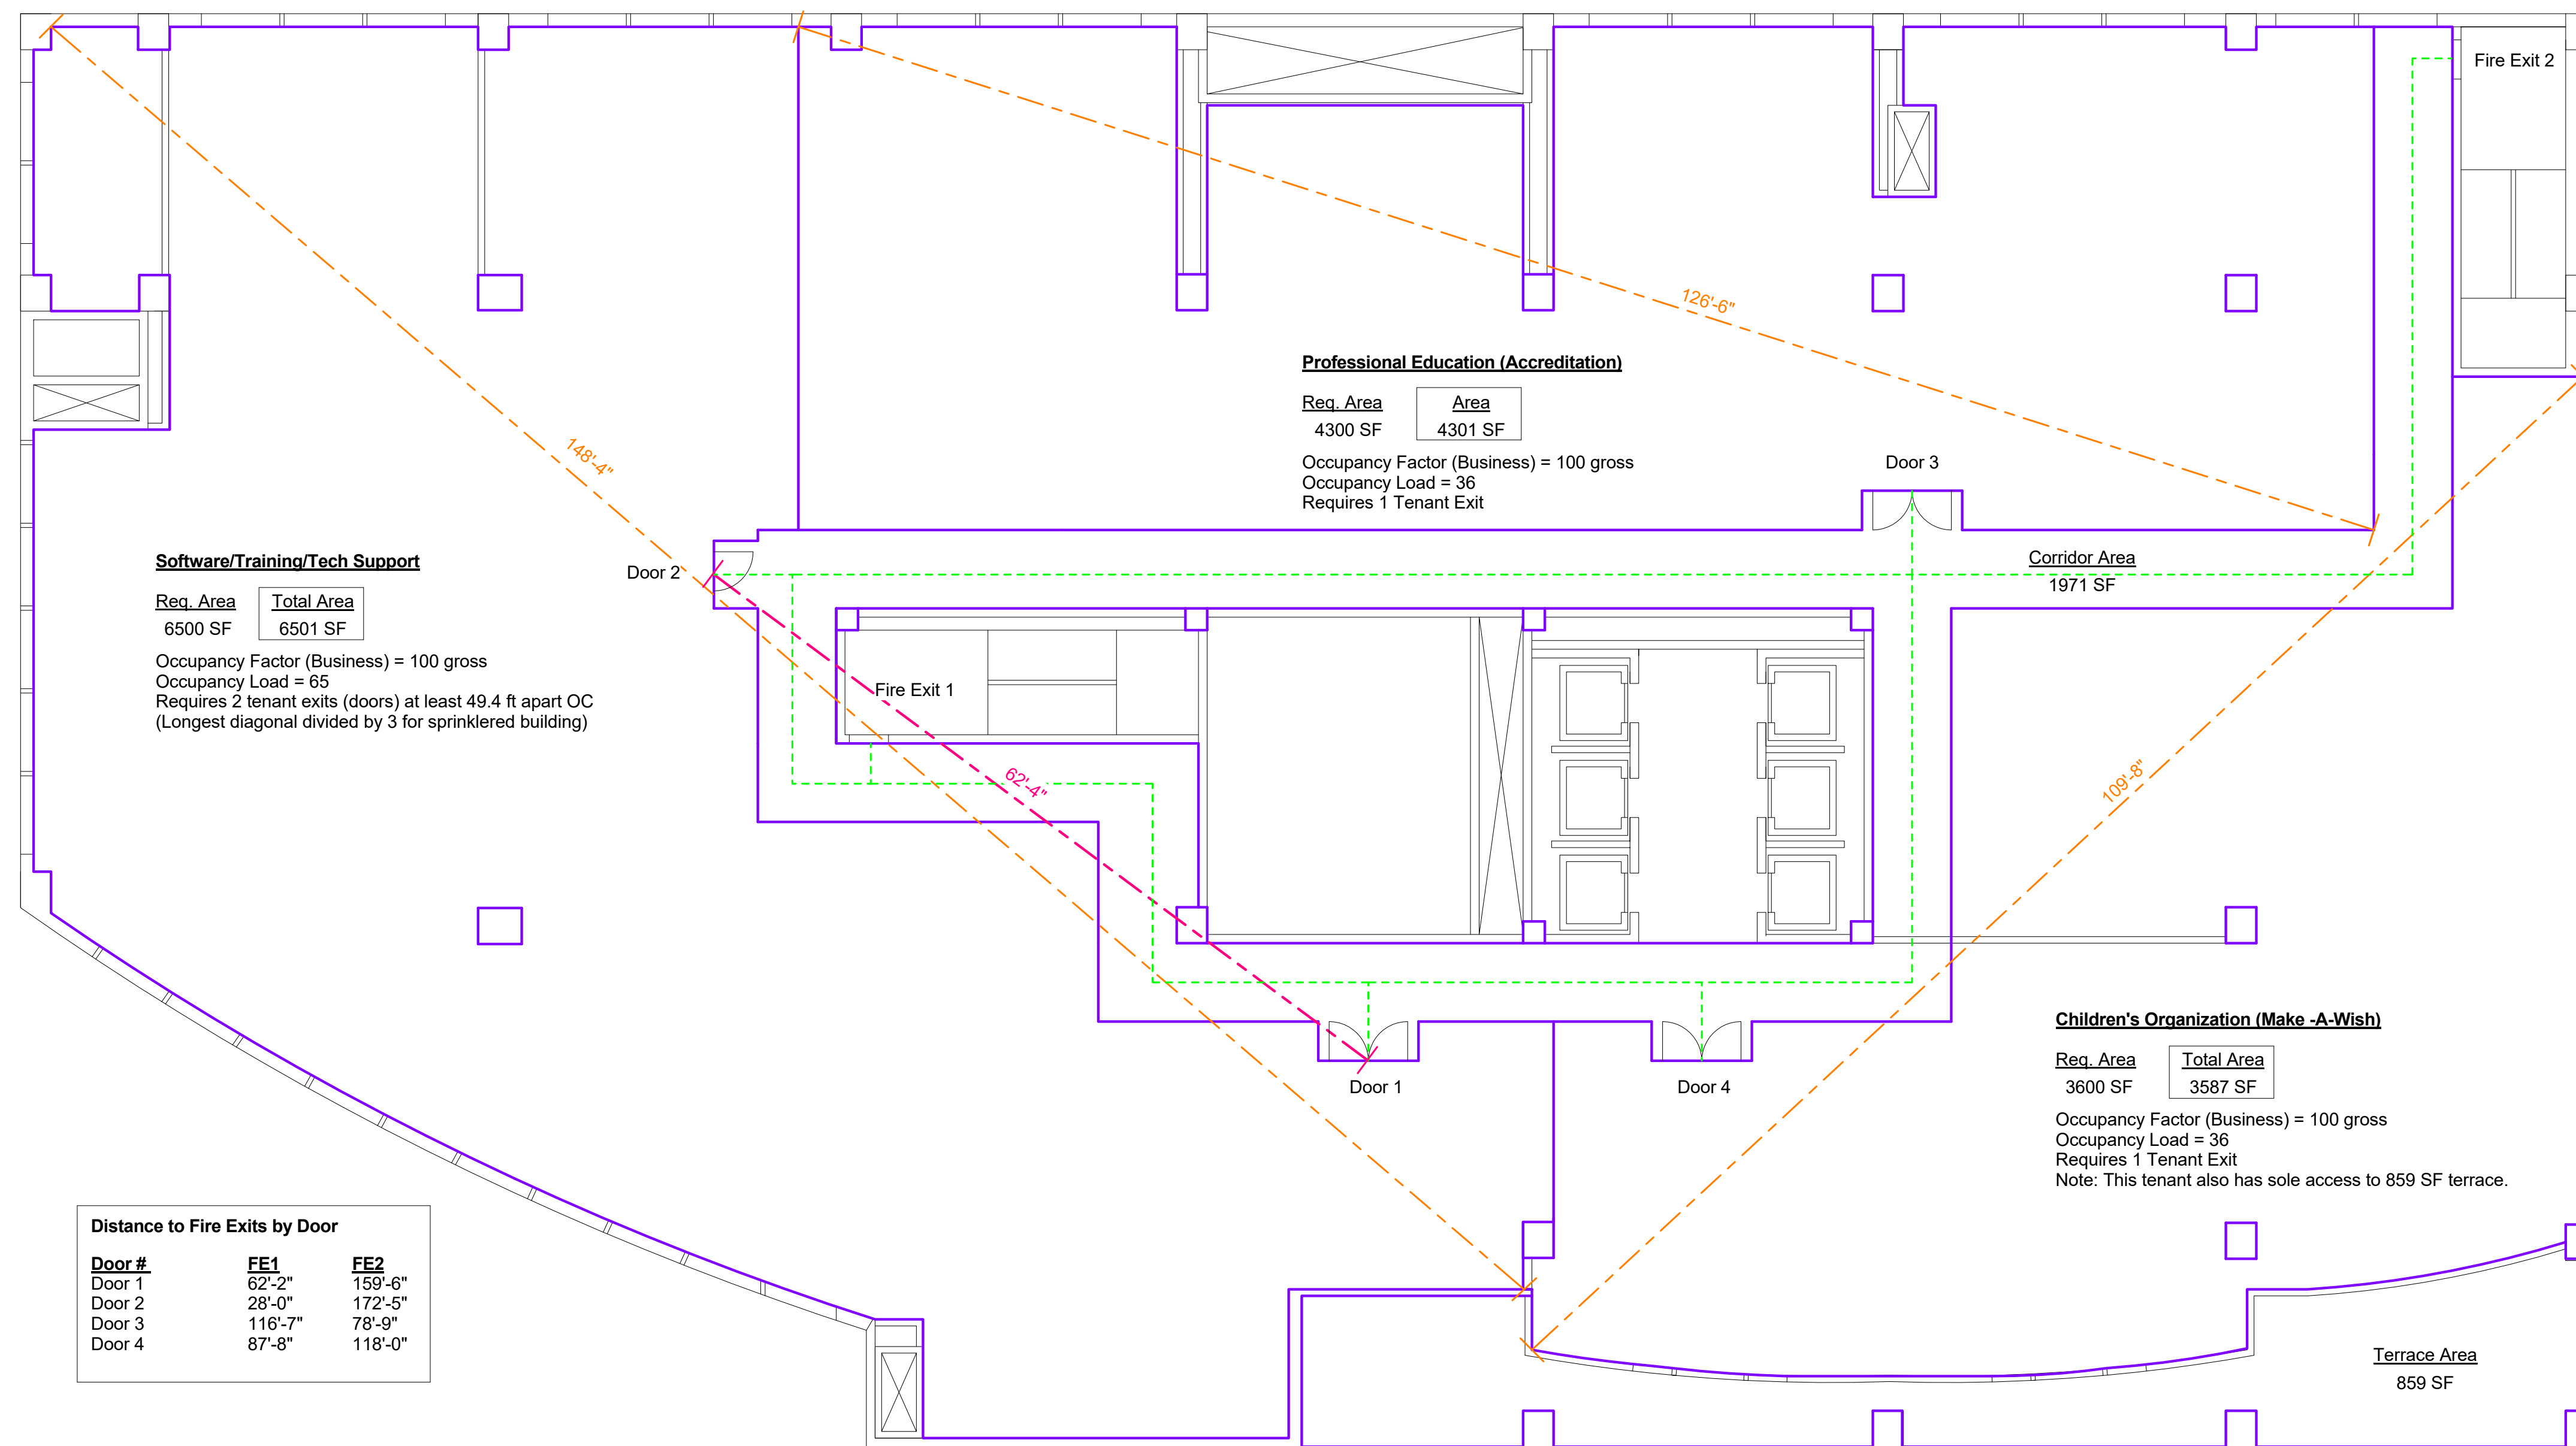 Fire Exit 2
126'-6"
Professional Education (Accreditation)
Req. Area Area
4300 SF 4301 SF
Occupancy Factor (Business) = 100 gross
Occupancy Load = 36
Requires 1 Tenant Exit
Door 3
148'-4"
Corridor Area
1971 SF
Software/Training/Tech Support
Req. Area Total Area
6500 SF 6501 SF
Occupancy Factor (Business) = 100 gross
Occupancy Load = 65
Requires 2 tenant exits (doors) at least 49.4 ft apart OC
(Longest diagonal divided by 3 for sprinklered building)
Door 2
Fire Exit 1
62'-4"
109'-8"
Door 1
Door 4
Children's Organization (Make -A-Wish)
Req. Area Total Area
3600 SF 3587 SF
Occupancy Factor (Business) = 100 gross
Occupancy Load = 36
Requires 1 Tenant Exit
Note: This tenant also has sole access to 859 SF terrace.
Distance to Fire Exits by Door
Door # FE1 FE2
Door 1 62'-2" 159'-6"
Door 2 28'-0" 172'-5"
Door 3 116'-7" 78'-9"
Door 4 87'-8" 118'-0"
Terrace Area
859 SF